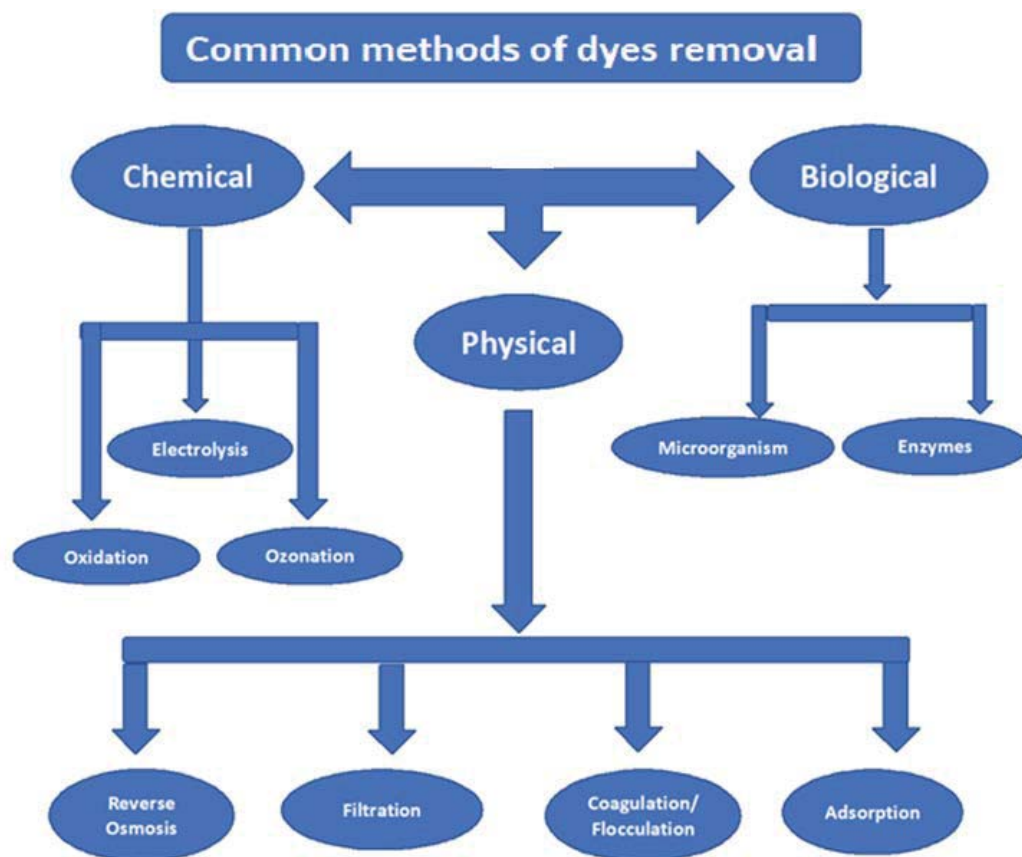 Common methods of dyes removal
Chemical
Biological
Physical
Electrolysis
Microorganism
Enzymes
Oxidation
Ozonation
Reverse
Osmosis
Filtration
Coagulation/
Flocculation
Adsorption